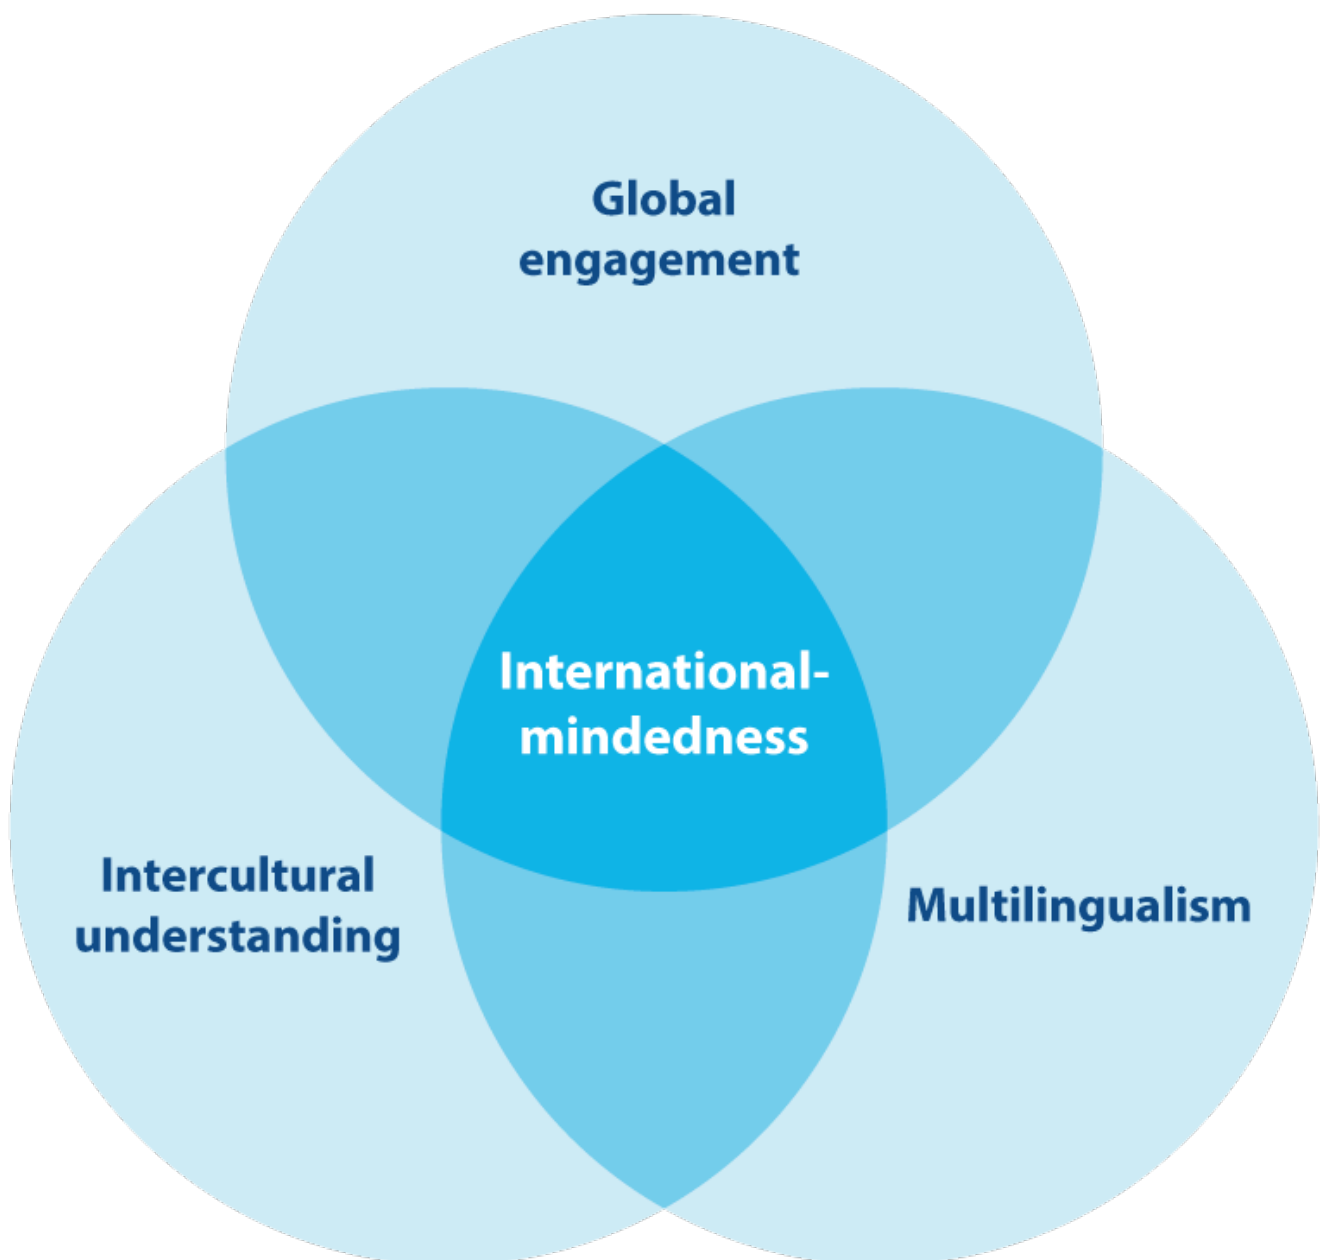 Global
engagement
International-
mindedness
Intercultural
understanding
Multilingualism